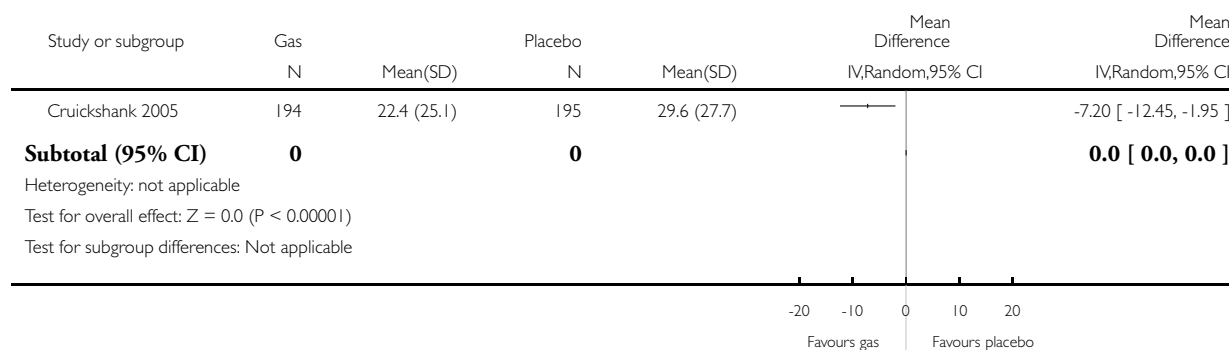 Study or subgroup Gas Placebo Mean Difference Mean Difference
N Mean(SD) N Mean(SD) IV,Random,95% CI IV,Random,95% CI
Cruickshank 2005 194 22.4 (25.1) 195 29.6 (27.7) -7.20 [ -12.45, -1.95 ]
Subtotal (95% CI) 0 0 0.0 [ 0.0, 0.0 ]
Heterogeneity: not applicable
Test for overall effect: Z = 0.0 (P < 0.00001)
Test for subgroup differences: Not applicable
-20 -10 0 10 20
Favours gas Favours placebo